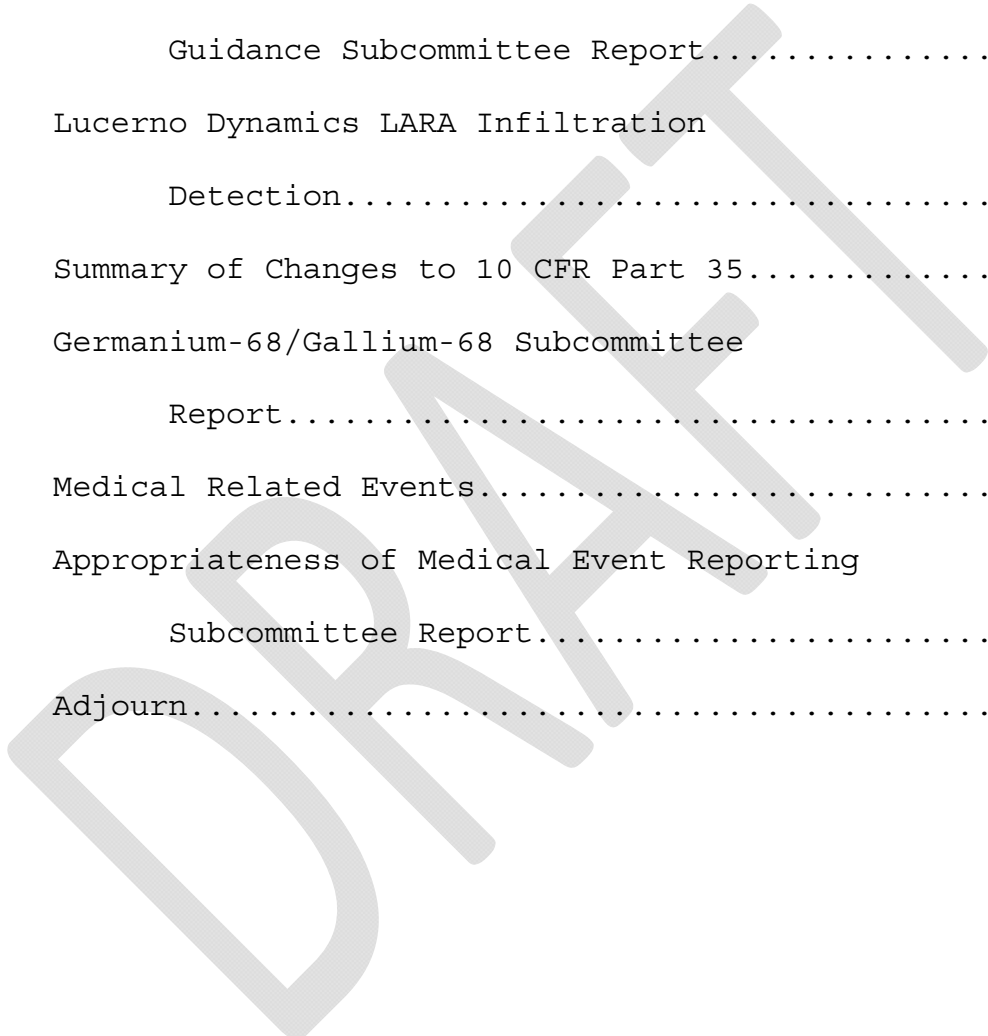 Guidance Subcommittee Report...............
Lucerno Dynamics LARA Infiltration
Detection..................................
Summary of Changes to 10 CFR Part 35.............
Germanium-68/Gallium-68 Subcommittee
Report.....................................
Medical Related Events...........................
Appropriateness of Medical Event Reporting
Subcommittee Report........................
Adjourn..........................................
DRAFT